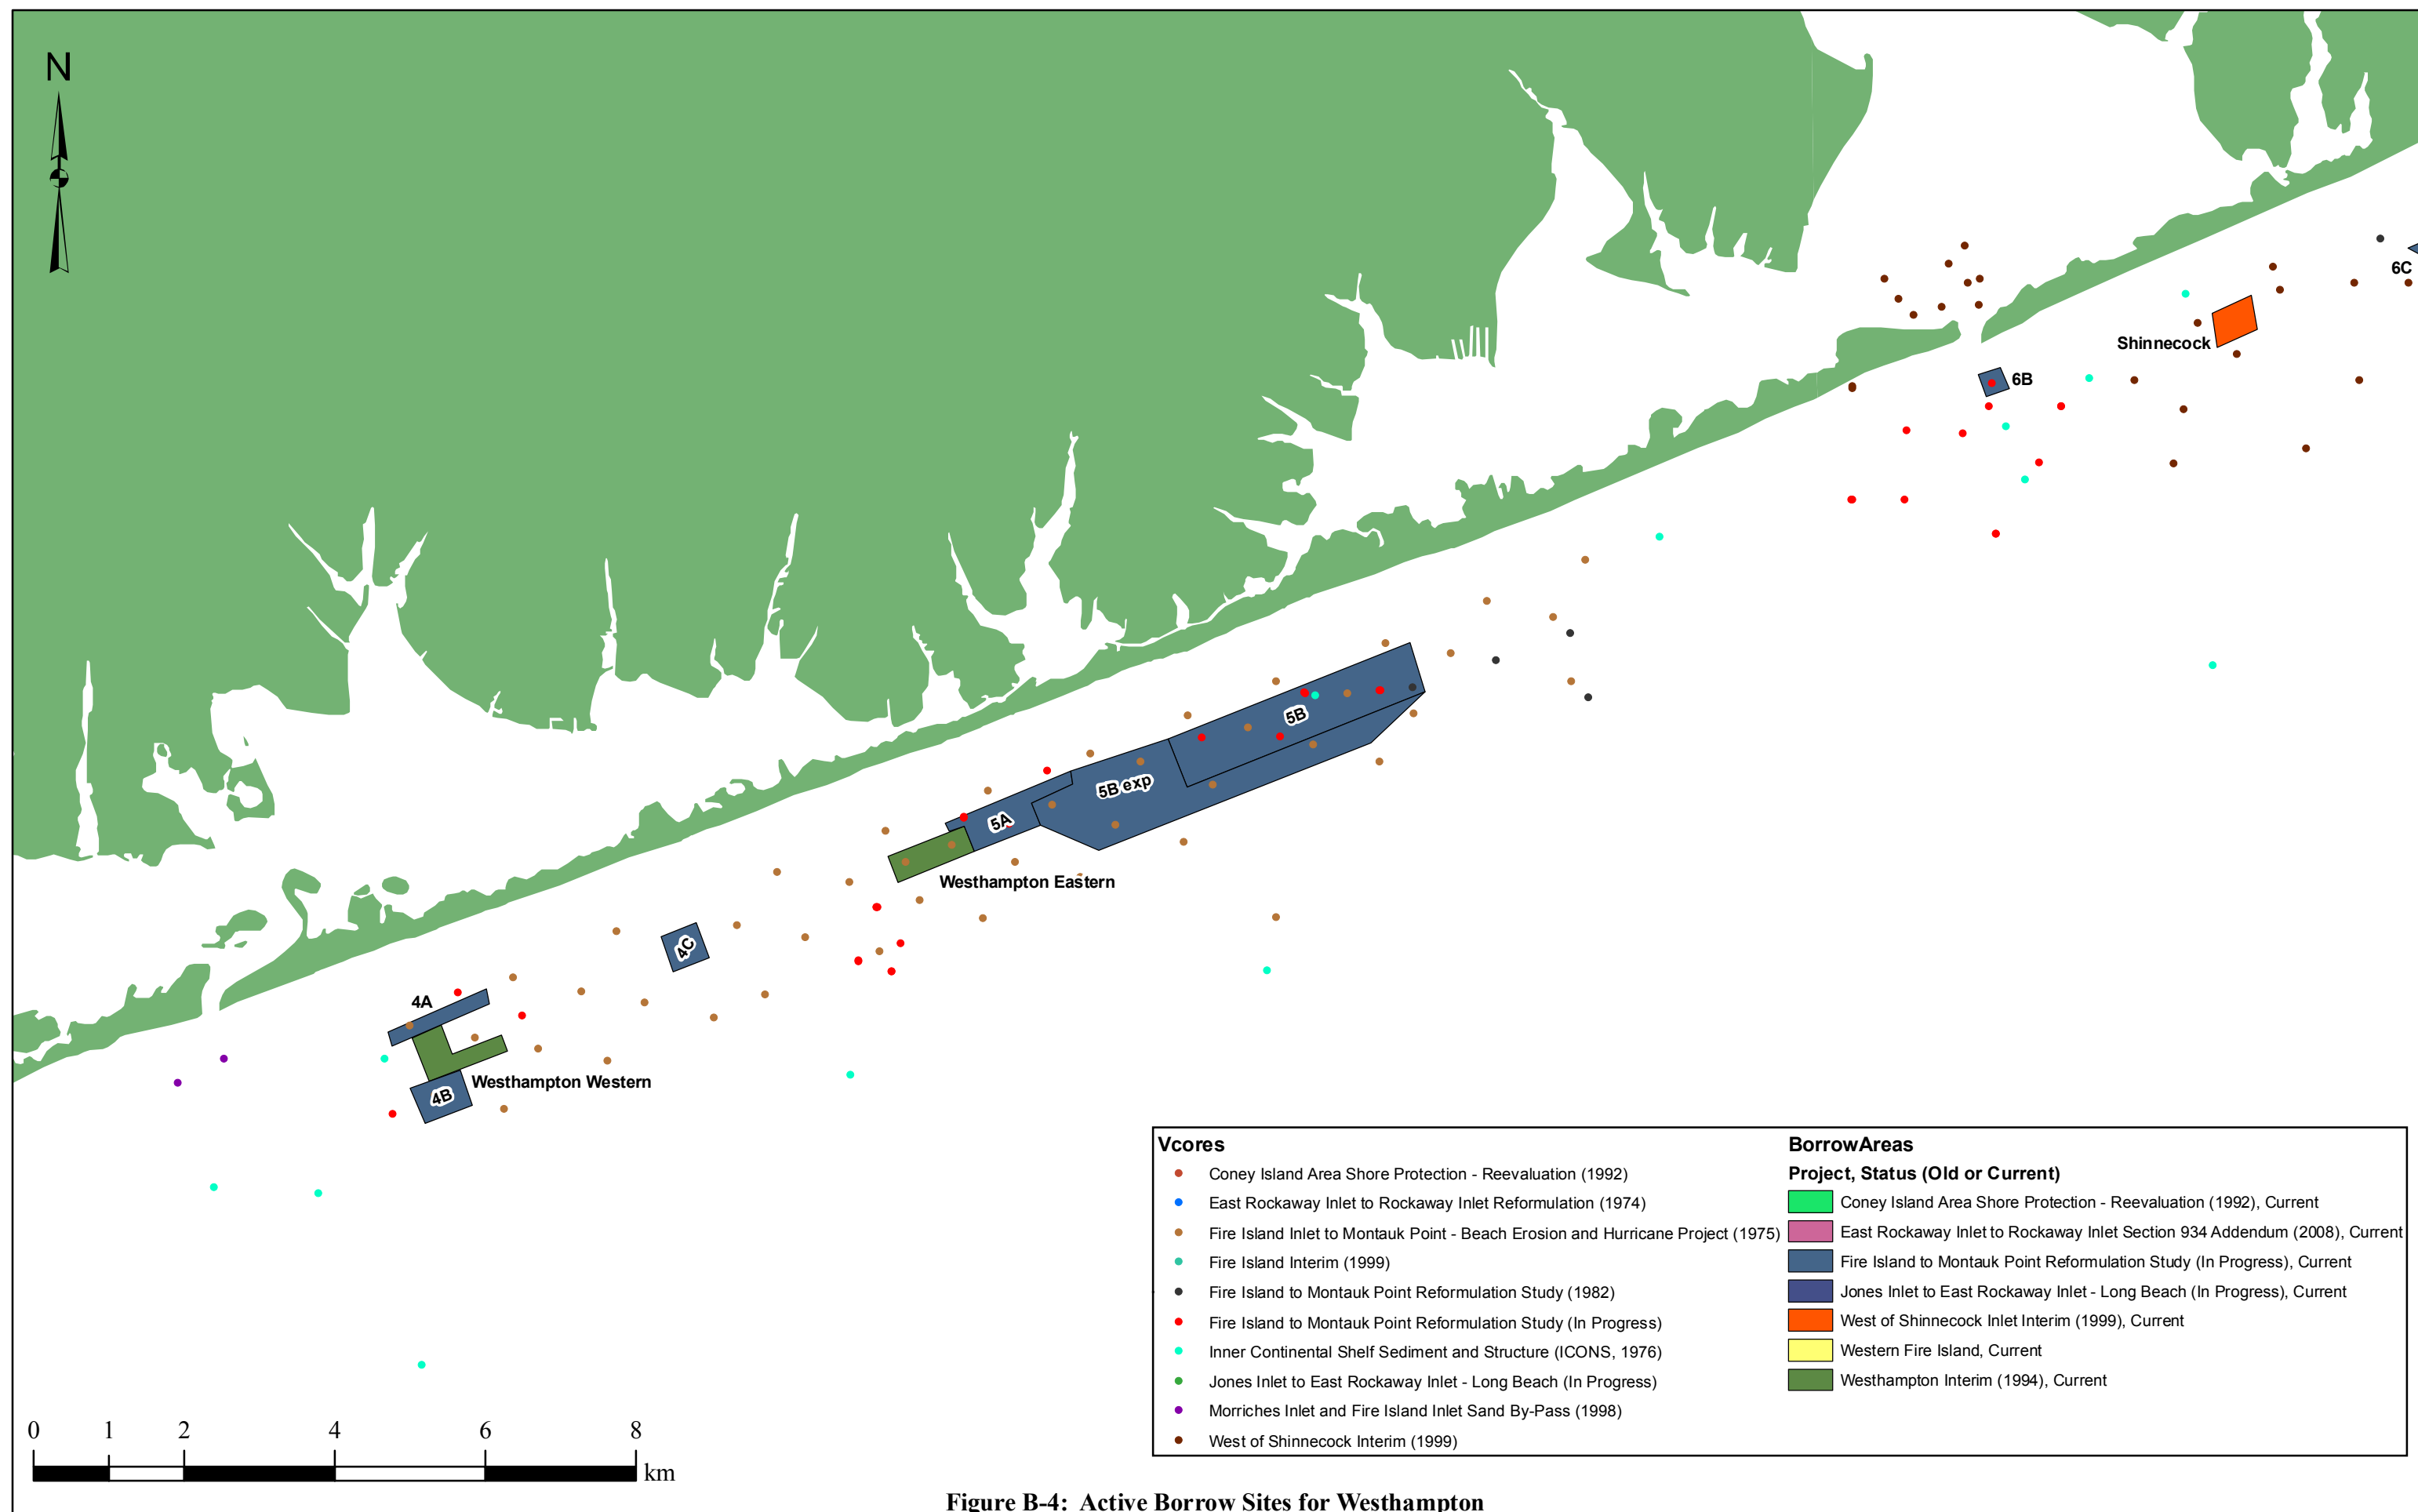 N
6C
Shinnecock
6B
5B
5B exp
5A
Westhampton Eastern
4C
4A
Westhampton Western
4B
Vcores
Coney Island Area Shore Protection - Reevaluation (1992)
East Rockaway Inlet to Rockaway Inlet Reformulation (1974)
Fire Island Inlet to Montauk Point - Beach Erosion and Hurricane Project (1975)
Fire Island Interim (1999)
Fire Island to Montauk Point Reformulation Study (1982)
Fire Island to Montauk Point Reformulation Study (In Progress)
Inner Continental Shelf Sediment and Structure (ICONS, 1976)
Jones Inlet to East Rockaway Inlet - Long Beach (In Progress)
Morriches Inlet and Fire Island Inlet Sand By-Pass (1998)
West of Shinnecock Interim (1999)
BorrowAreas
Project, Status (Old or Current)
Coney Island Area Shore Protection - Reevaluation (1992), Current
East Rockaway Inlet to Rockaway Inlet Section 934 Addendum (2008), Current
Fire Island to Montauk Point Reformulation Study (In Progress), Current
Jones Inlet to East Rockaway Inlet - Long Beach (In Progress), Current
West of Shinnecock Inlet Interim (1999), Current
Western Fire Island, Current
Westhampton Interim (1994), Current
0 1 2 4 6 8
km
Figure B-4: Active Borrow Sites for Westhampton